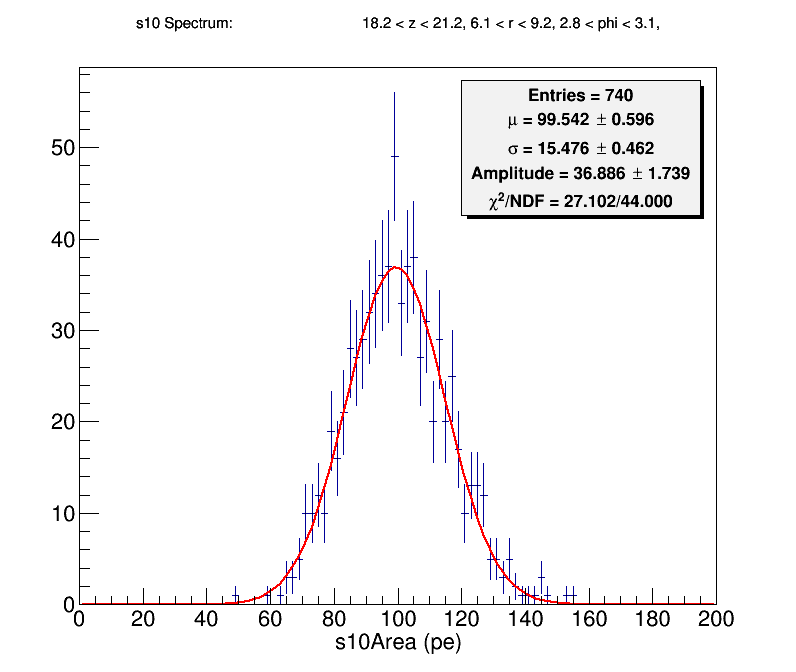 s10 Spectrum: 18.2 < z < 21.2, 6.1 < r < 9.2, 2.8 < phi < 3.1,
Entries = 740
μ = 99.542 ± 0.596
σ = 15.476 ± 0.462
Amplitude = 36.886 ± 1.739
χ²/NDF = 27.102/44.000
50
40
30
20
10
0
0 20 40 60 80 100 120 140 160 180 200
s10Area (pe)